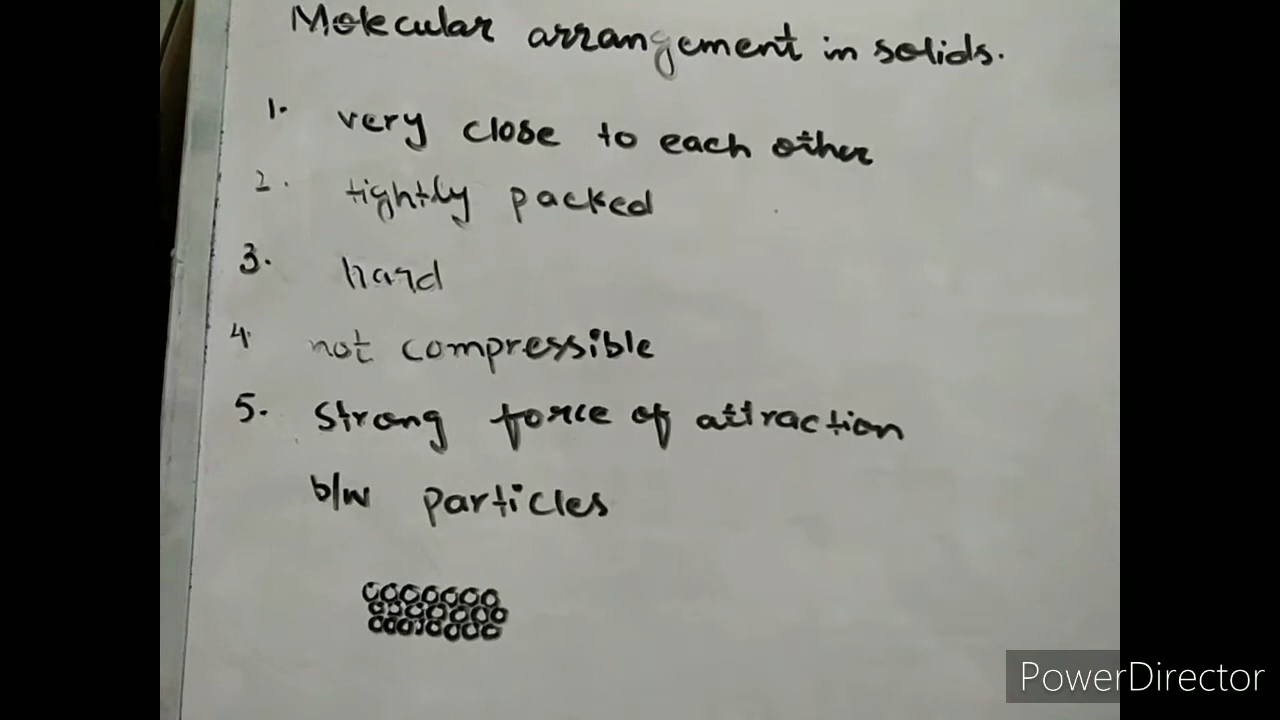 Molecular arrangement in solids.
1. very close to each other
2. tightly packed
3. hard
4. not compressible
5. strong force of attraction
b/w particles
PowerDirector